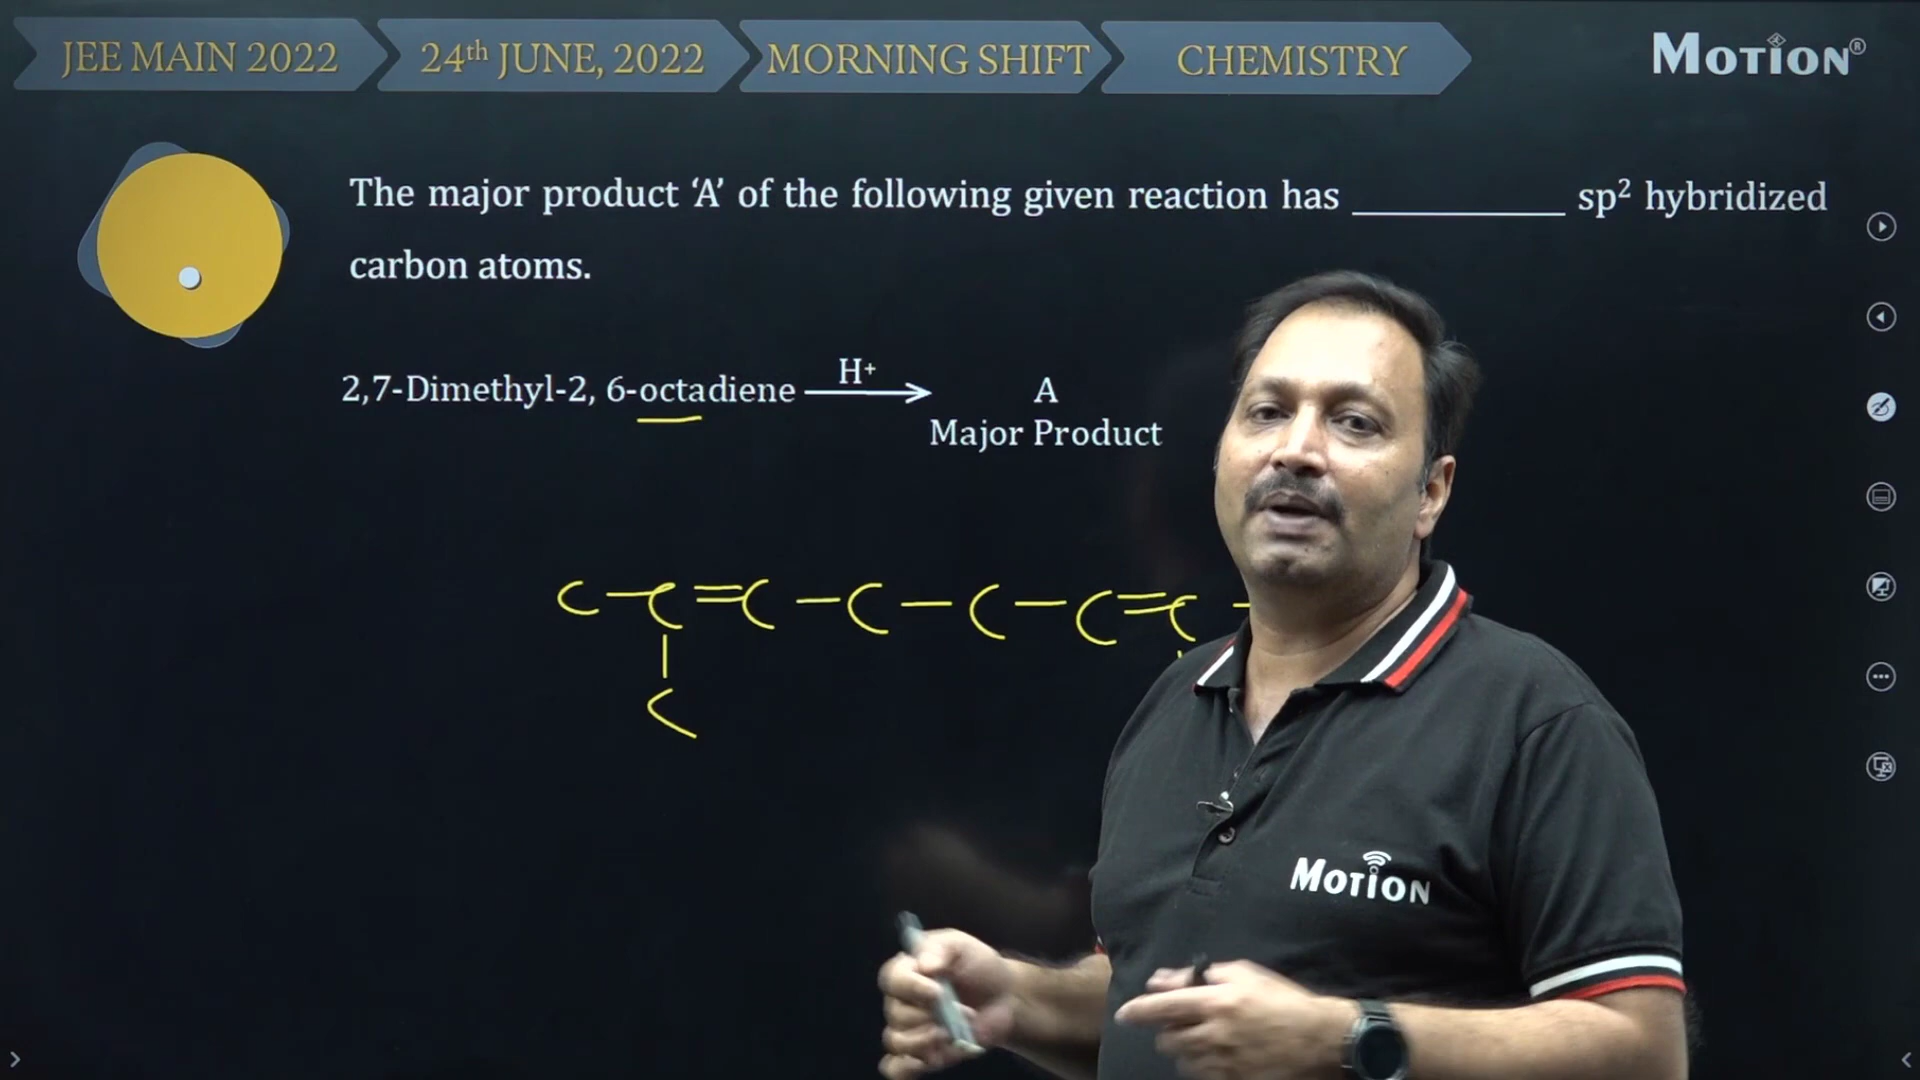 JEE MAIN 2022
24th JUNE, 2022
MORNING SHIFT
CHEMISTRY
MOTION®
The major product ‘A’ of the following given reaction has __________ sp² hybridized
carbon atoms.
2,7-Dimethyl-2, 6-octadiene ⟶ H⁺ A
Major Product
C – C = C – C – C – C = C –
C
MOTION